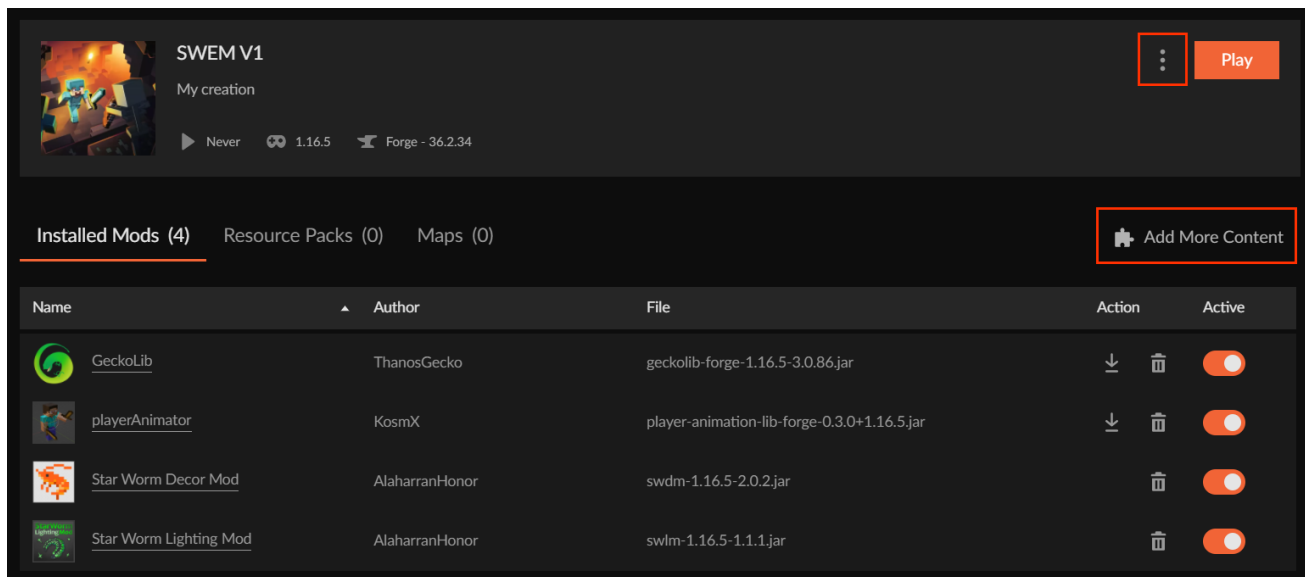 SWEM V1
My creation
Never 1.16.5 Forge - 36.2.34
Play
Installed Mods (4) Resource Packs (0) Maps (0)
Add More Content
Name Author File Action Active
GeckoLib ThanosGecko geckolib-forge-1.16.5-3.0.86.jar
playerAnimator KosmX player-animation-lib-forge-0.3.0+1.16.5.jar
Star Worm Decor Mod AlaharranHonor swdm-1.16.5-2.0.2.jar
Star Worm Lighting Mod AlaharranHonor swlm-1.16.5-1.1.1.jar